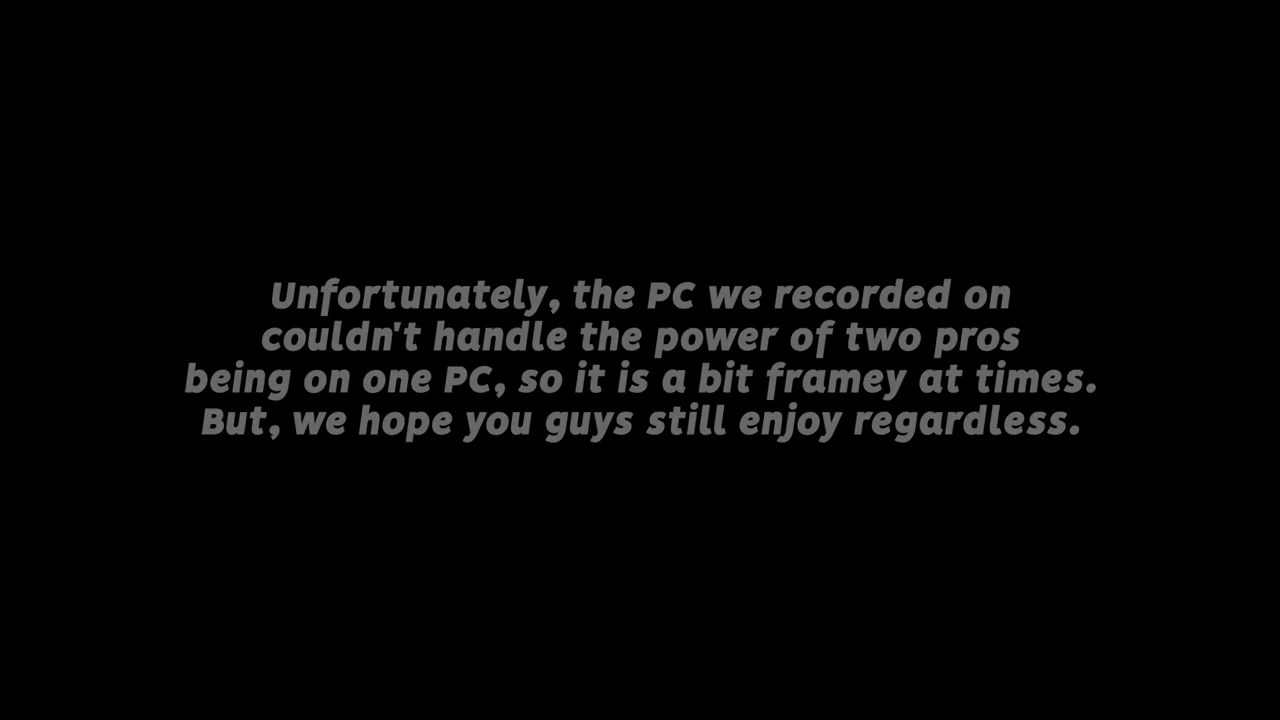 Unfortunately, the PC we recorded on
couldn't handle the power of two pros
being on one PC, so it is a bit framey at times.
But, we hope you guys still enjoy regardless.